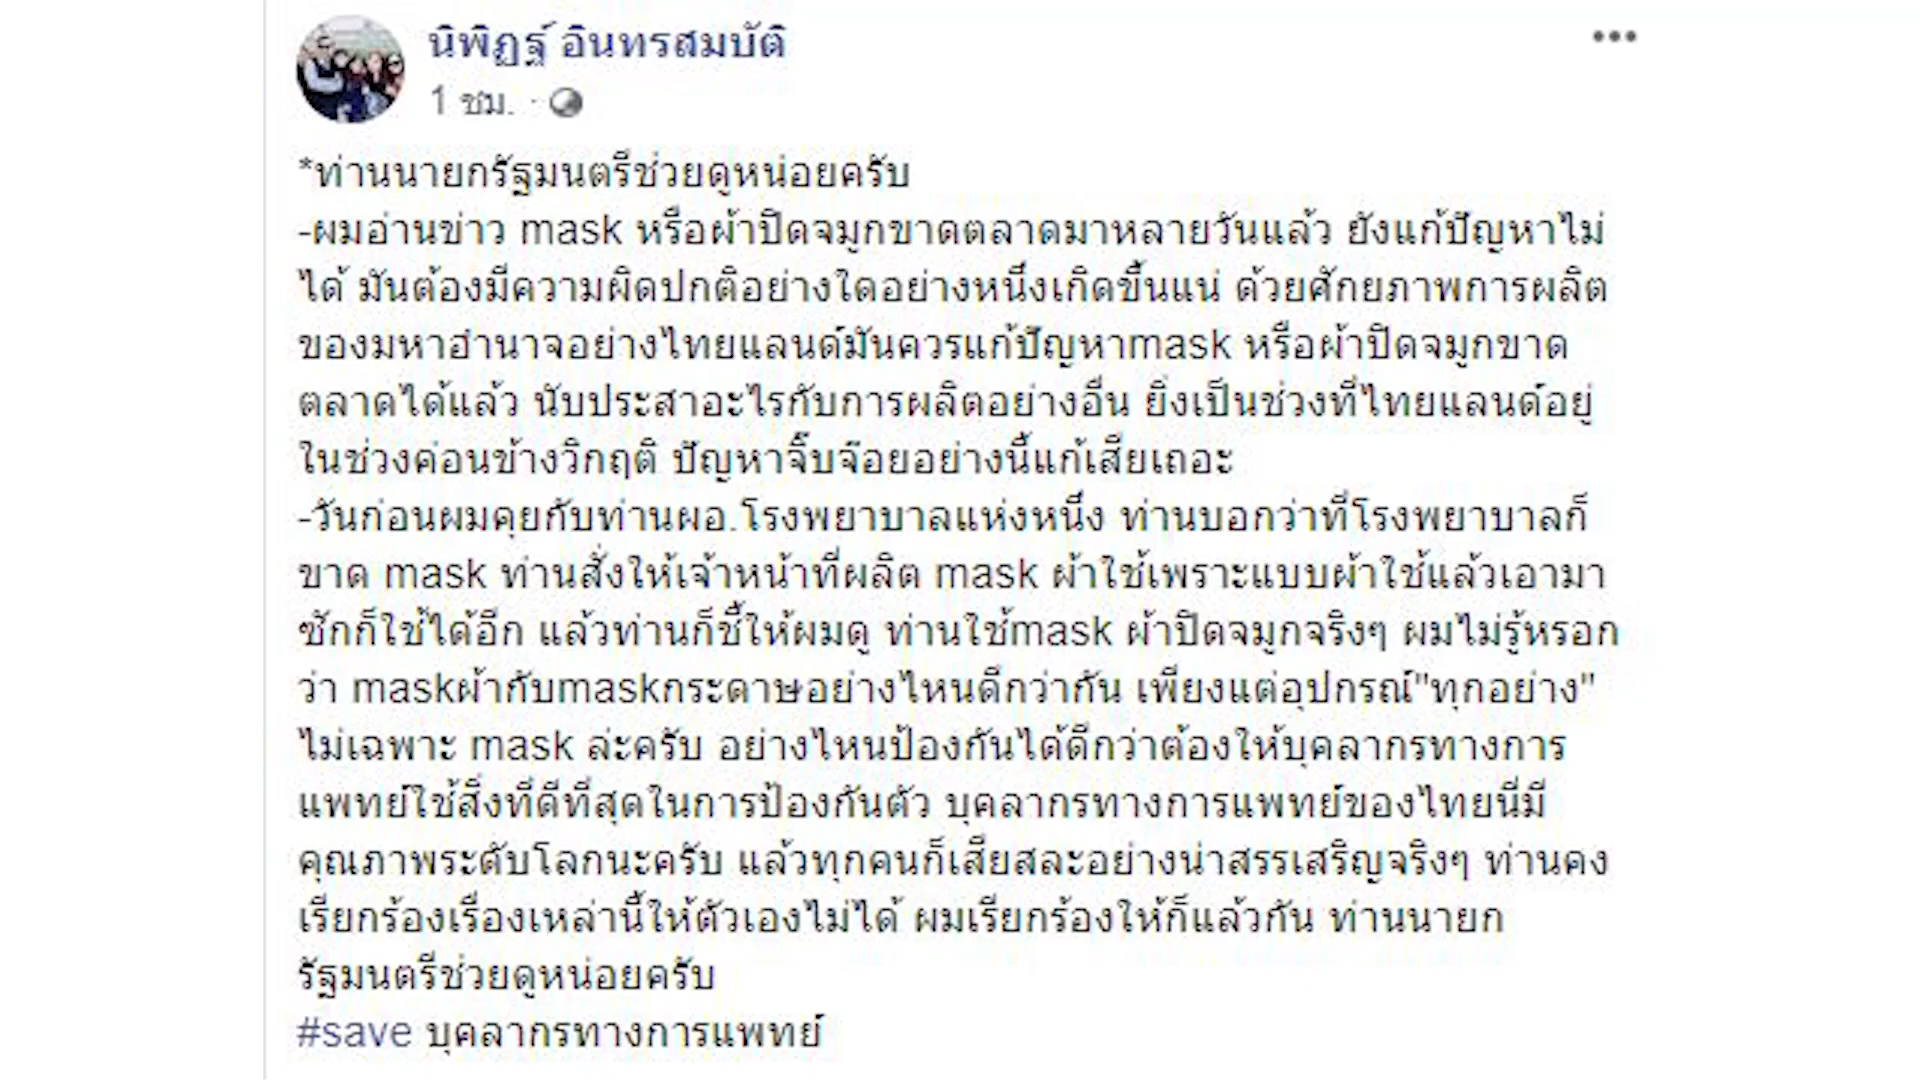 นิพิฏฐ์ อินทรสมบัติ
1 ชม. ·
*ท่านนายกรัฐมนตรีช่วยดูหน่อยครับ
-ผมอ่านข่าว mask หรือผ้าปิดจมูกขาดตลาดมาหลายวันแล้ว ยังแก้ปัญหาไม่
ได้ มันต้องมีความผิดปกติอย่างใดอย่างหนึ่งเกิดขึ้นแน่ ด้วยศักยภาพการผลิต
ของมหาอำนาจอย่างไทยแลนด์มันควรแก้ปัญหาmask หรือผ้าปิดจมูกขาด
ตลาดได้แล้ว นับประสาอะไรกับการผลิตอย่างอื่น ยิ่งเป็นช่วงที่ไทยแลนด์อยู่
ในช่วงค่อนข้างวิกฤติ ปัญหาจิ๊บจ๊อยอย่างนี้แก้เสียเถอะ
-วันก่อนผมคุยกับท่านผอ.โรงพยาบาลแห่งหนึ่ง ท่านบอกว่าที่โรงพยาบาลก็
ขาด mask ท่านสั่งให้เจ้าหน้าที่ผลิต mask ผ้าใช้เพราะแบบผ้าใช้แล้วเอามา
ซักก็ใช้ได้อีก แล้วท่านก็ชี้ให้ผมดู ท่านใช้mask ผ้าปิดจมูกจริงๆ ผมไม่รู้หรอก
ว่า maskผ้ากับmaskกระดาษอย่างไหนดีกว่ากัน เพียงแต่อุปกรณ์"ทุกอย่าง"
ไม่เฉพาะ mask ล่ะครับ อย่างไหนป้องกันได้ดีกว่าต้องให้บุคลากรทางการ
แพทย์ใช้สิ่งที่ดีที่สุดในการป้องกันตัว บุคลากรทางการแพทย์ของไทยนี่มี
คุณภาพระดับโลกนะครับ แล้วทุกคนก็เสียสละอย่างน่าสรรเสริญจริงๆ ท่านคง
เรียกร้องเรื่องเหล่านี้ให้ตัวเองไม่ได้ ผมเรียกร้องให้ก็แล้วกัน ท่านนายก
รัฐมนตรีช่วยดูหน่อยครับ
#save บุคลากรทางการแพทย์